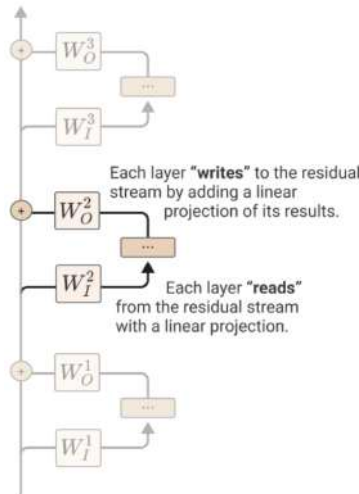 +
W_O^3
...
W_I^3
Each layer “writes” to the residual
stream by adding a linear
projection of its results.
+
W_O^2
...
W_I^2
Each layer “reads”
from the residual stream
with a linear projection.
+
W_O^1
...
W_I^1